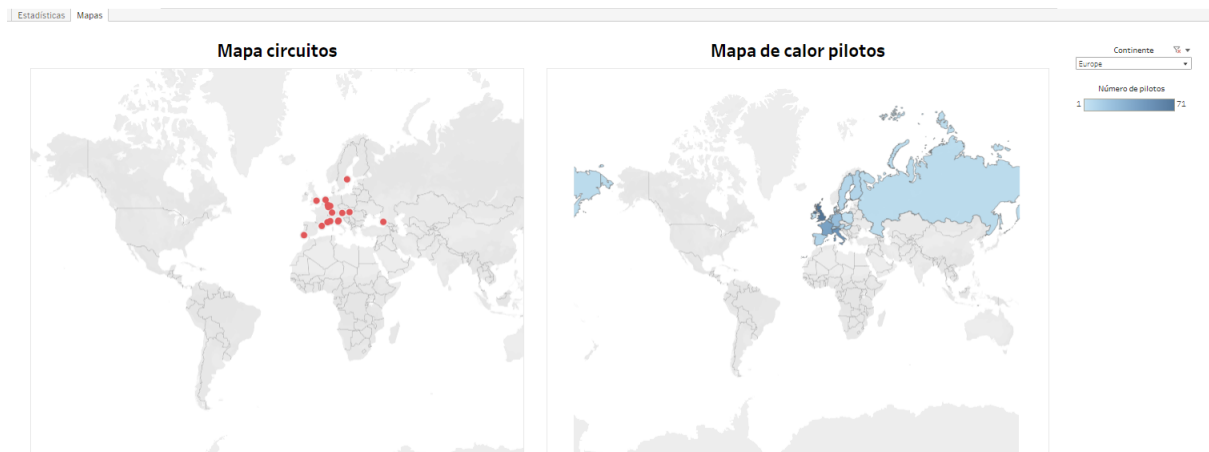 Estadísticas Mapas
Mapa circuitos
Mapa de calor pilotos
Continente
Europe
Número de pilotos
1 71